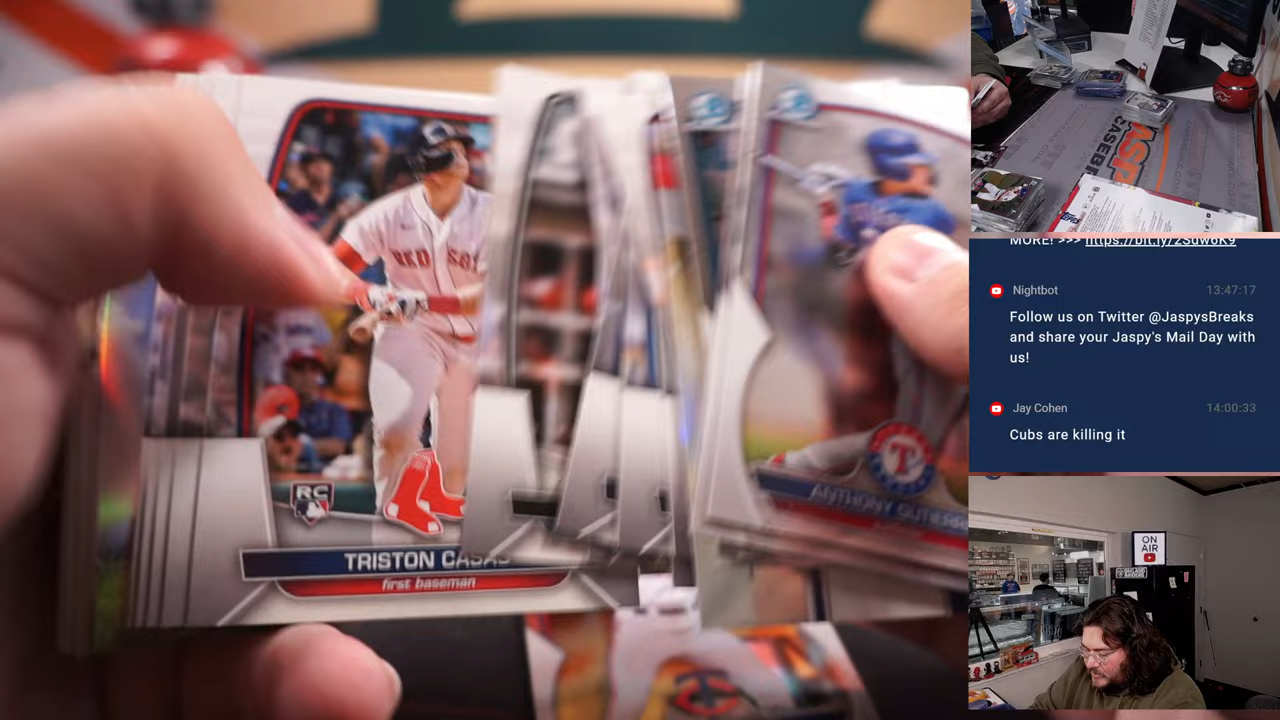 RED SOX
RC
TRISTON CASAS
first baseman
T
ANTHONY GUTIERR
MORE! >>> https://bit.ly/2Sdw6K9
Nightbot 13:47:17
Follow us on Twitter @JaspysBreaks
and share your Jaspy's Mail Day with
us!
Jay Cohen 14:00:33
Cubs are killing it
ON
AIR